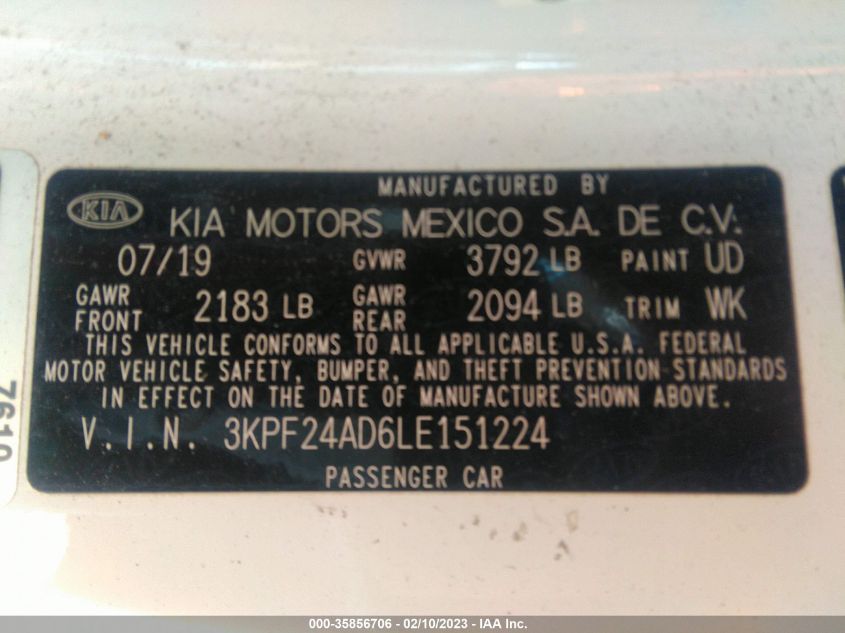 MANUFACTURED BY
KIA KIA MOTORS MEXICO S.A. DE C.V.
07/19 GVWR 3792 LB PAINT UD
GAWR FRONT 2183 LB GAWR REAR 2094 LB TRIM WK
THIS VEHICLE CONFORMS TO ALL APPLICABLE U.S.A. FEDERAL
MOTOR VEHICLE SAFETY, BUMPER, AND THEFT PREVENTION STANDARDS
IN EFFECT ON THE DATE OF MANUFACTURE SHOWN ABOVE.
V.I.N. 3KPF24AD6LE151224
PASSENGER CAR
000-35856706 - 02/10/2023 - IAA Inc.